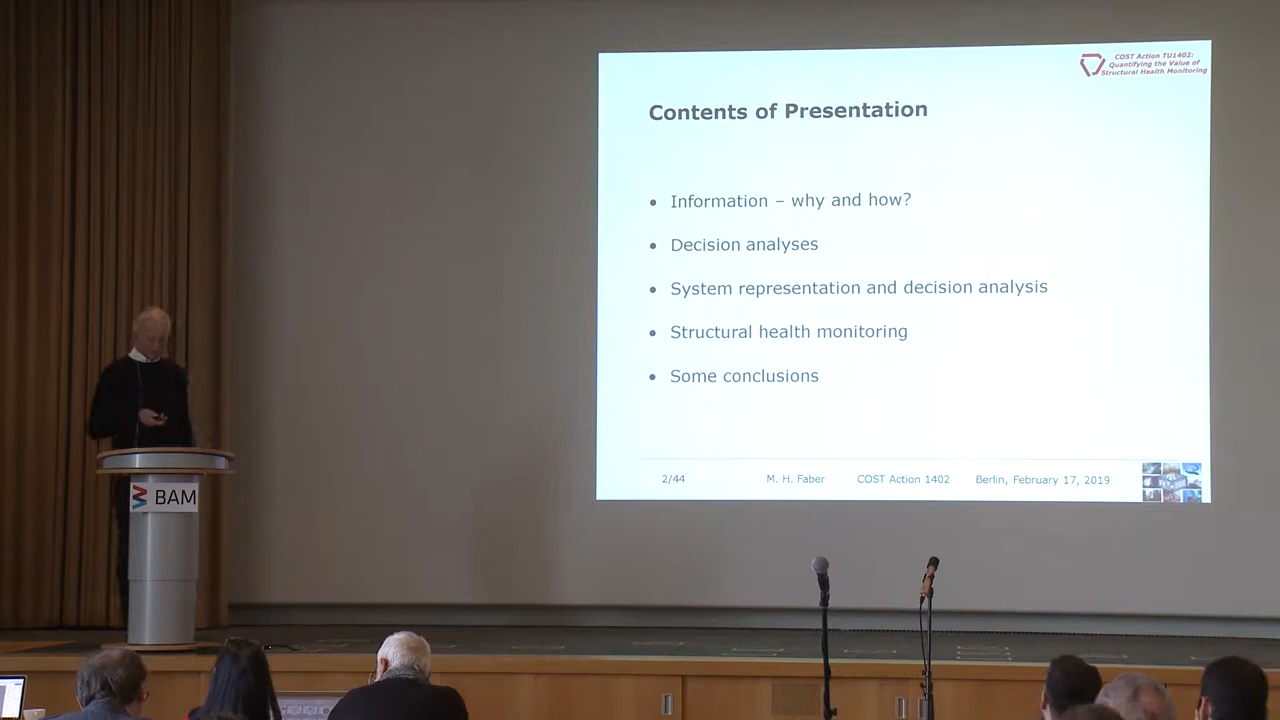 COST Action TU1402:
Quantifying the Value of
Structural Health Monitoring
Contents of Presentation
• Information – why and how?
• Decision analyses
• System representation and decision analysis
• Structural health monitoring
• Some conclusions
2/44 M. H. Faber COST Action 1402 Berlin, February 17, 2019
BAM